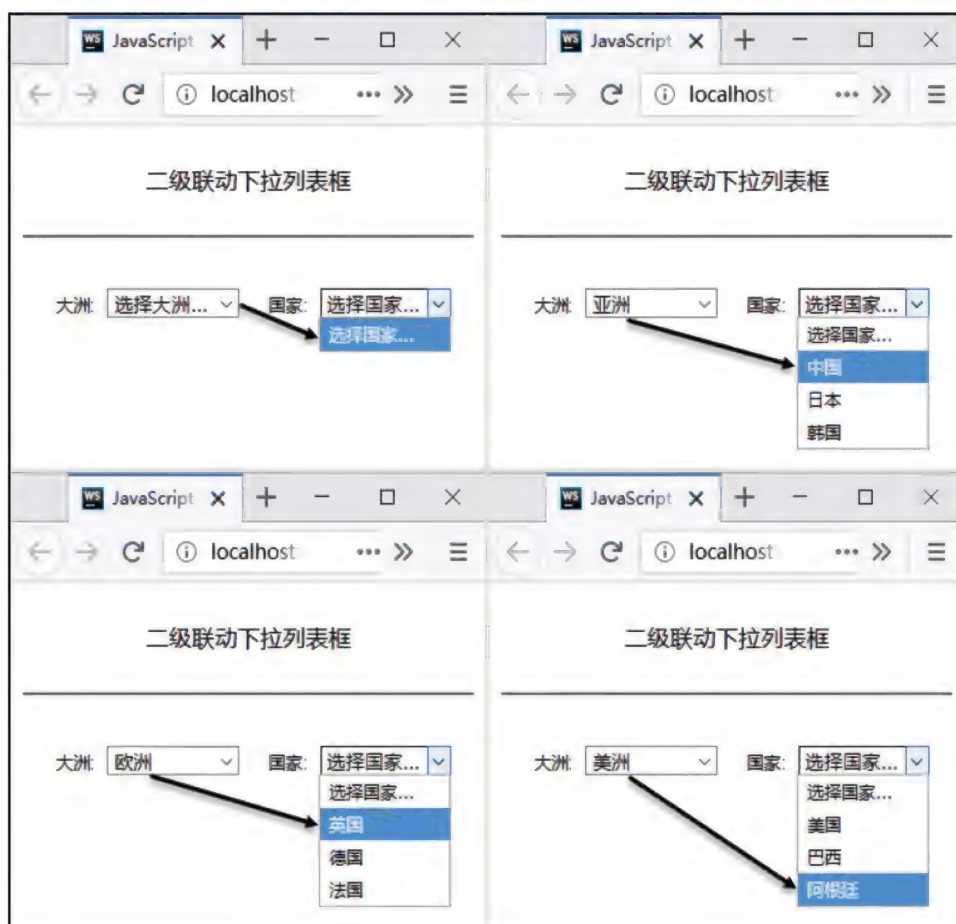 WS JavaScript
localhost
二级联动下拉列表框
大洲: 选择大洲... 国家: 选择国家...
选择国家...
WS JavaScript
localhost
二级联动下拉列表框
大洲: 亚洲 国家: 选择国家...
选择国家...
中国
日本
韩国
WS JavaScript
localhost
二级联动下拉列表框
大洲: 欧洲 国家: 选择国家...
选择国家...
英国
德国
法国
WS JavaScript
localhost
二级联动下拉列表框
大洲: 美洲 国家: 选择国家...
选择国家...
美国
巴西
阿根廷